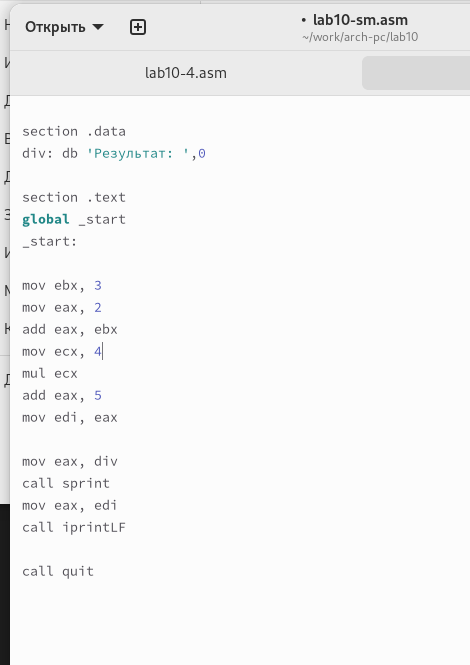 Открыть
• lab10-sm.asm
~/work/arch-pc/lab10
lab10-4.asm
section .data
div: db 'Результат: ',0
section .text
global _start
_start:
mov ebx, 3
mov eax, 2
add eax, ebx
mov ecx, 4
mul ecx
add eax, 5
mov edi, eax
mov eax, div
call sprint
mov eax, edi
call iprintLF
call quit